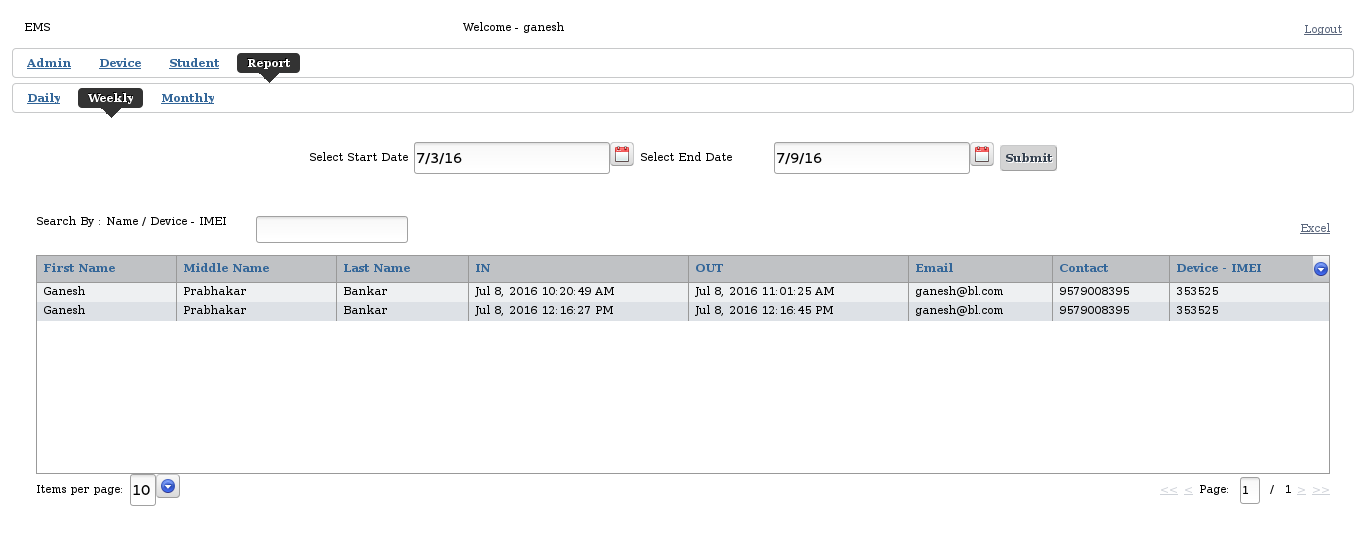 EMS Welcome - ganesh Logout
Admin Device Student Report
Daily Weekly Monthly
Select Start Date 7/3/16 Select End Date 7/9/16 Submit
Search By : Name / Device - IMEI
Excel
First Name Middle Name Last Name IN OUT Email Contact Device - IMEI
Ganesh Prabhakar Bankar Jul 8, 2016 10:20:49 AM Jul 8, 2016 11:01:25 AM ganesh@bl.com 9579008395 353525
Ganesh Prabhakar Bankar Jul 8, 2016 12:16:27 PM Jul 8, 2016 12:16:45 PM ganesh@bl.com 9579008395 353525
Items per page: 10 << < Page: 1 / 1 > >>